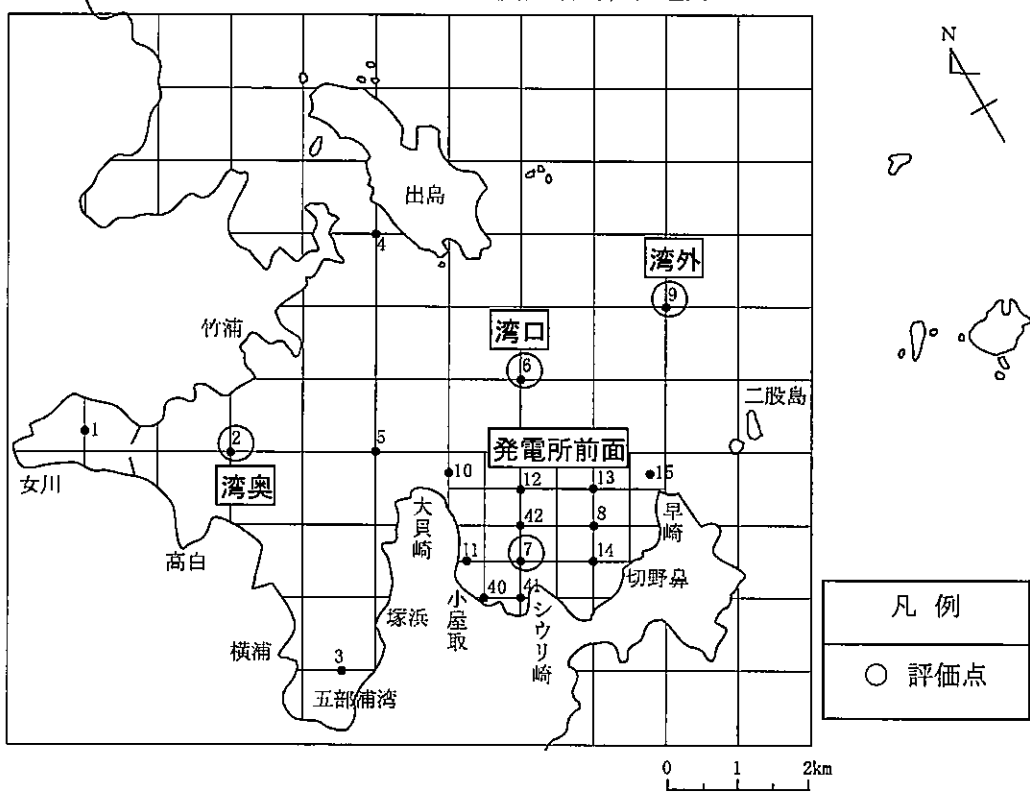 N
出島
4
湾外
9
竹浦
湾口
6
二股島
1
2
5
発電所前面
10
12
13
15
女川
湾奥
大貝崎
42
8
早崎
高白
11
7
14
切野鼻
40
41
小屋取
塚浜
シウリ崎
横浦
3
五部浦湾
凡例
○ 評価点
0 1 2km